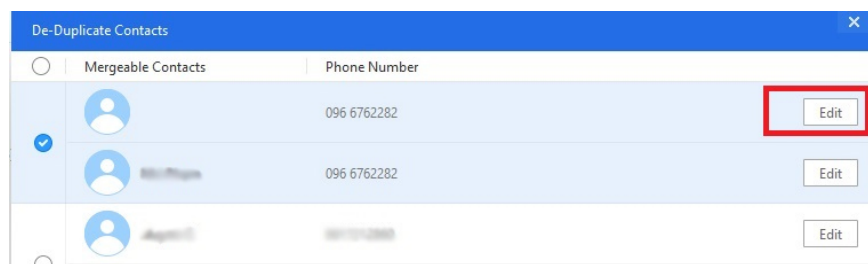 De-Duplicate Contacts
Mergeable Contacts Phone Number
096 6762282 Edit
096 6762282 Edit
Edit